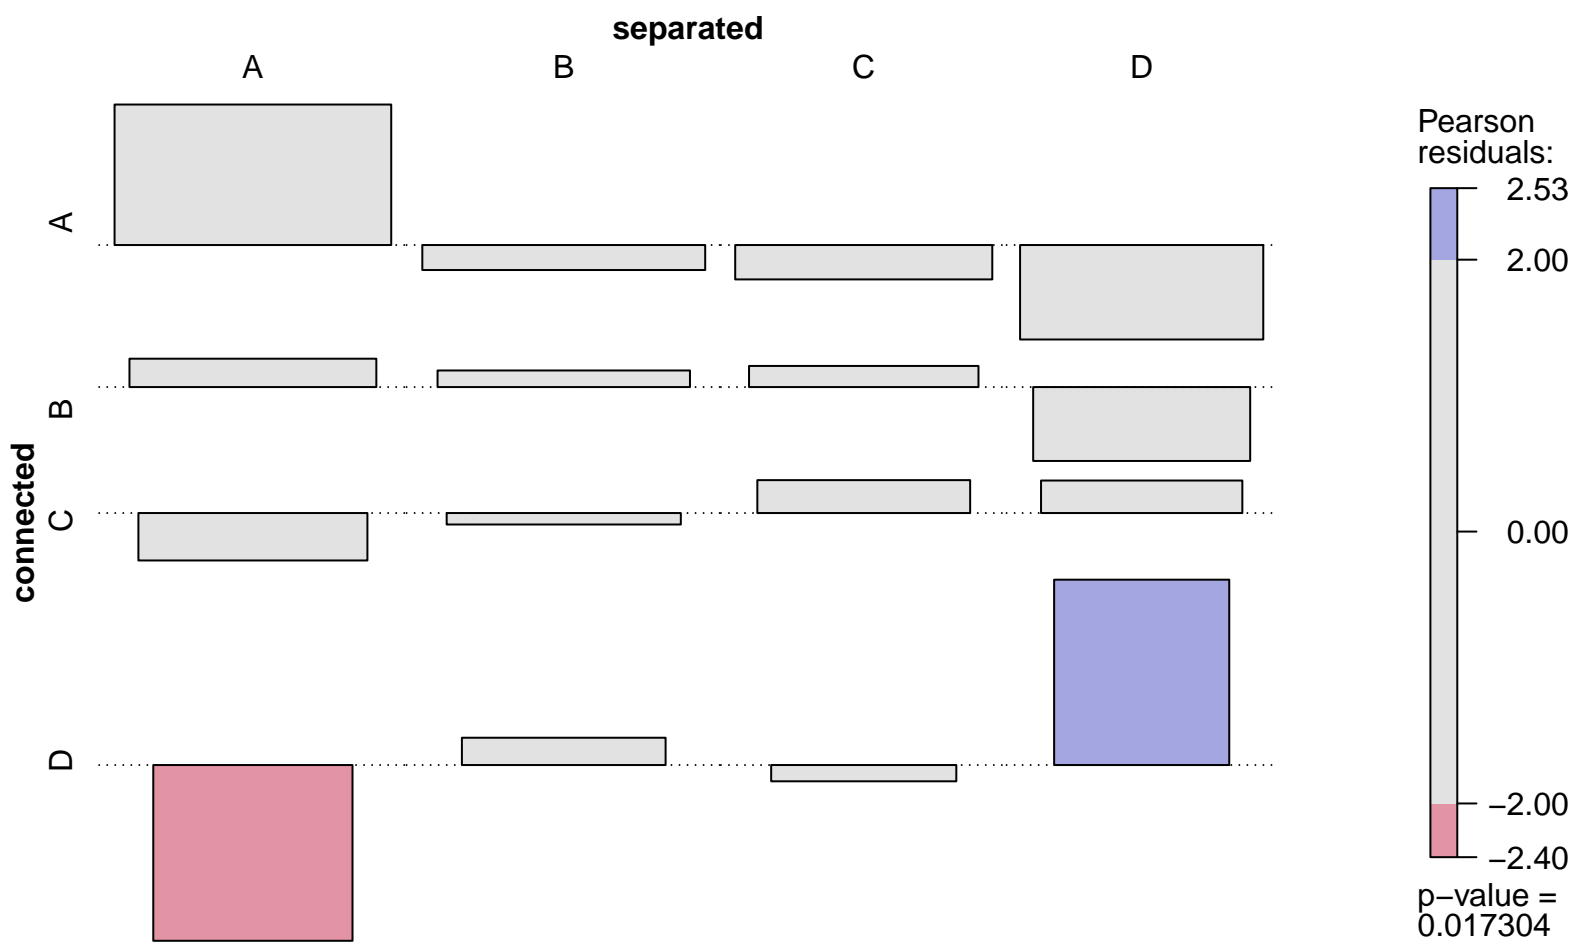 separated
A B C D
A
B
C
D
connected
Pearson
residuals:
2.53
2.00
0.00
−2.00
−2.40
p−value =
0.017304